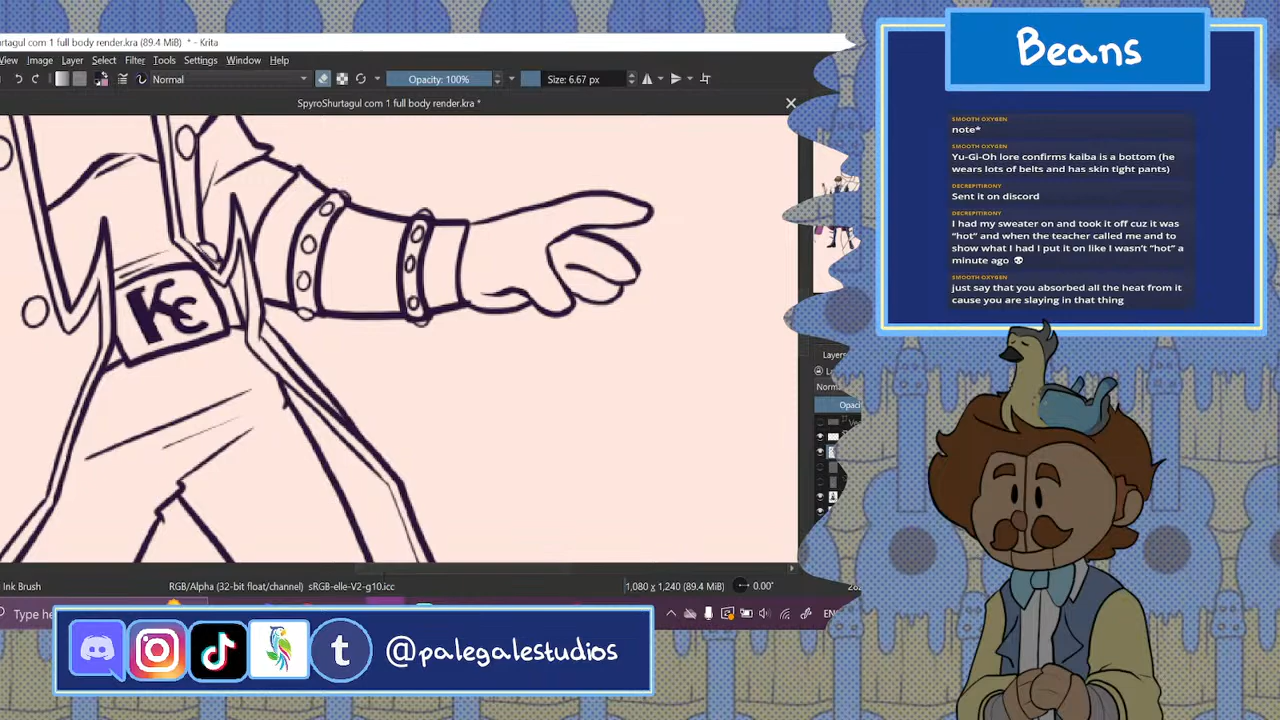 urtagul com 1 full body render.kra (89.4 MiB) * - Krita
View Image Layer Select Filter Tools Settings Window Help
Normal Opacity: 100% Size: 6.67 px
SpyroShurtagul com 1 full body render.kra *
KC
Layers
Norm
Opaci
Ink Brush RGB/Alpha (32-bit float/channel) sRGB-elle-V2-g10.icc 1,080 x 1,240 (89.4 MiB) 0.00°
Type he
@palegalestudios
Beans
SMOOTH OXYGEN
note*
SMOOTH OXYGEN
Yu-Gi-Oh lore confirms kaiba is a bottom (he
wears lots of belts and has skin tight pants)
DECREPITIRONY
Sent it on discord
DECREPITIRONY
I had my sweater on and took it off cuz it was
"hot" and when the teacher called me and to
show what I had I put it on like I wasn't "hot" a
minute ago 💀
SMOOTH OXYGEN
just say that you absorbed all the heat from it
cause you are slaying in that thing